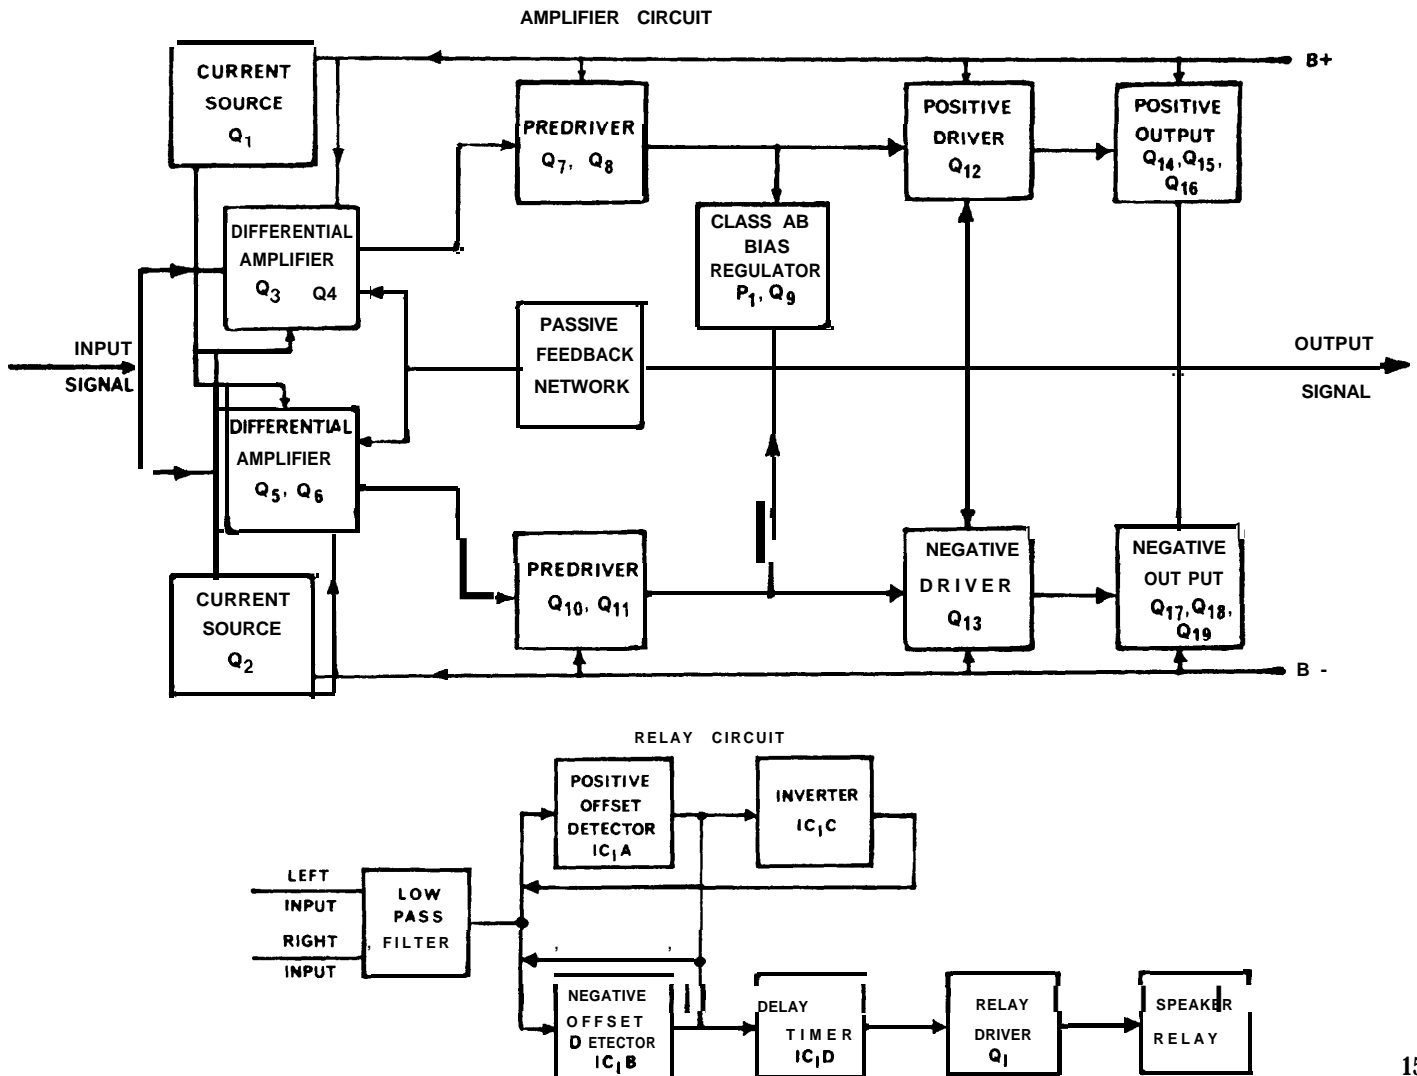 AMPLIFIER CIRCUIT
CURRENT
SOURCE
Q1
B+
PREDRIVER
Q7, Q8
POSITIVE
DRIVER
Q12
POSITIVE
OUTPUT
Q14, Q15,
Q16
DIFFERENTIAL
AMPLIFIER
Q3 Q4
CLASS AB
BIAS
REGULATOR
P1, Q9
INPUT
SIGNAL
PASSIVE
FEEDBACK
NETWORK
OUTPUT
SIGNAL
DIFFERENTIAL
AMPLIFIER
Q5, Q6
CURRENT
SOURCE
Q2
PREDRIVER
Q10, Q11
NEGATIVE
DRIVER
Q13
NEGATIVE
OUT PUT
Q17, Q18,
Q19
B -
RELAY CIRCUIT
POSITIVE
OFFSET
DETECTOR
IC1A
INVERTER
IC1C
LEFT
INPUT
RIGHT
INPUT
LOW
PASS
FILTER
NEGATIVE
OFFSET
DETECTOR
IC1B
DELAY
TIMER
IC1D
RELAY
DRIVER
Q1
SPEAKER
RELAY
15